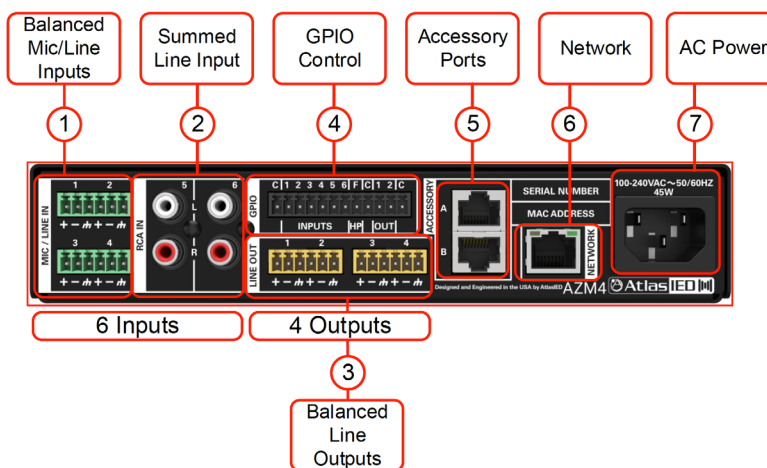 Balanced
Mic/Line
Inputs
Summed
Line Input
GPIO
Control
Accessory
Ports
Network
AC Power
1
2
4
5
6
7
MIC / LINE IN
1 2
+ - + -
3 4
+ - + -
RCA IN
5 6
L
R
GPIO
C 1 2 3 4 5 6 F C 1 2 C
INPUTS HP OUT
LINE OUT
1 2 3 4
+ - + - + - + -
ACCESSORY
A
B
SERIAL NUMBER
MAC ADDRESS
NETWORK
100-240VAC～50/60HZ
45W
Designed and Engineered in the USA by AtlasIED
AZM4
Atlas IED
6 Inputs
4 Outputs
3
Balanced
Line
Outputs